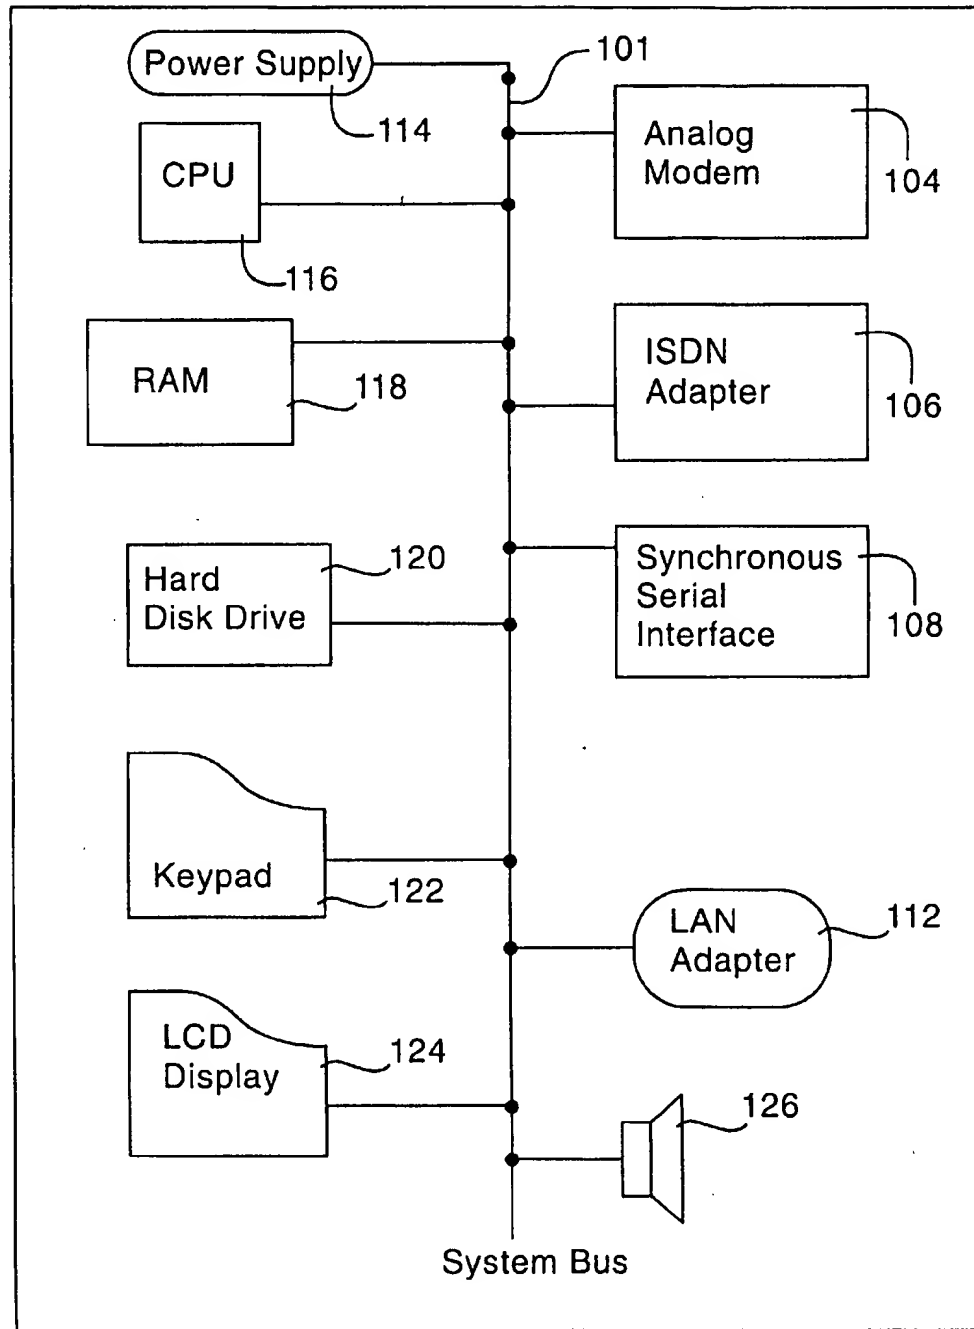 Power Supply
101
114
Analog
Modem
104
CPU
116
RAM
118
ISDN
Adapter
106
Hard
Disk Drive
120
Synchronous
Serial
Interface
108
Keypad
122
LAN
Adapter
112
LCD
Display
124
126
System Bus